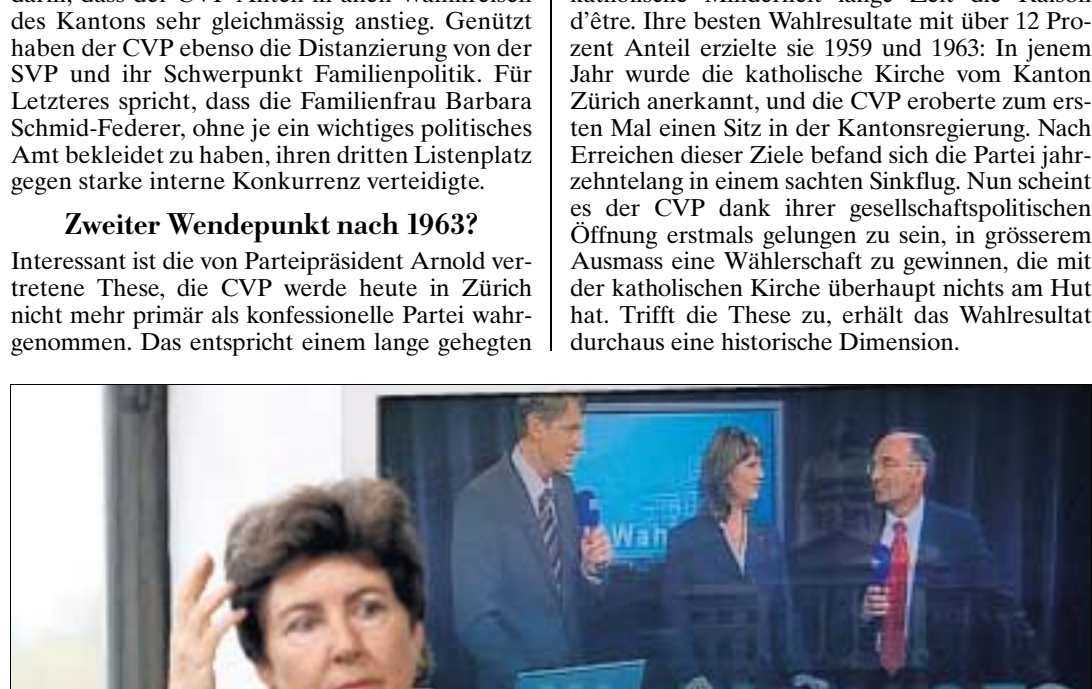 darin, dass der CVP-Anteil in allen Wahlkreisen
des Kantons sehr gleichmässig anstieg. Genützt
haben der CVP ebenso die Distanzierung von der
SVP und ihr Schwerpunkt Familienpolitik. Für
Letzteres spricht, dass die Familienfrau Barbara
Schmid-Federer, ohne je ein wichtiges politisches
Amt bekleidet zu haben, ihren dritten Listenplatz
gegen starke interne Konkurrenz verteidigte.
Zweiter Wendepunkt nach 1963?
Interessant ist die von Parteipräsident Arnold ver-
tretene These, die CVP werde heute in Zürich
nicht mehr primär als konfessionelle Partei wahr-
genommen. Das entspricht einem lange gehegten
katholische Minderheit lange Zeit die Raison
d'être. Ihre besten Wahlresultate mit über 12 Pro-
zent Anteil erzielte sie 1959 und 1963: In jenem
Jahr wurde die katholische Kirche vom Kanton
Zürich anerkannt, und die CVP eroberte zum ers-
ten Mal einen Sitz in der Kantonsregierung. Nach
Erreichen dieser Ziele befand sich die Partei jahr-
zehntelang in einem sachten Sinkflug. Nun scheint
es der CVP dank ihrer gesellschaftspolitischen
Öffnung erstmals gelungen zu sein, in grösserem
Ausmass eine Wählerschaft zu gewinnen, die mit
der katholischen Kirche überhaupt nichts am Hut
hat. Trifft die These zu, erhält das Wahlresultat
durchaus eine historische Dimension.
Wah